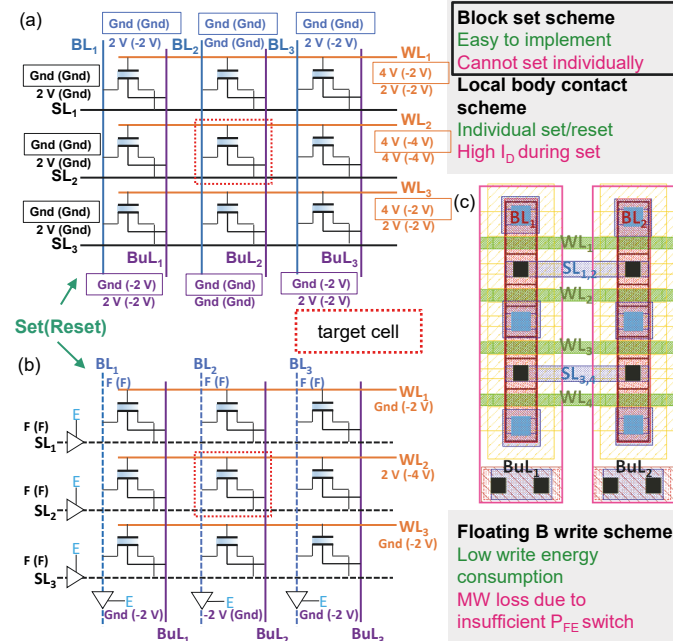 (a)
Gnd (Gnd) Gnd (Gnd) Gnd (Gnd)
BL1 2 V (-2 V) BL2 Gnd (Gnd) BL3 2 V (-2 V)
WL1
Gnd (Gnd)
4 V (-2 V)
2 V (Gnd)
2 V (-2 V)
SL1
WL2
Gnd (Gnd)
4 V (-4 V)
2 V (Gnd)
4 V (-4 V)
SL2
WL3
Gnd (Gnd)
4 V (-2 V)
2 V (Gnd)
2 V (-2 V)
SL3
BuL1 BuL2 BuL3
Gnd (-2 V) Gnd (Gnd) Gnd (-2 V)
2 V (-2 V) Gnd (Gnd) 2 V (-2 V)
Set(Reset)
target cell
Block set scheme
Easy to implement
Cannot set individually
Local body contact
scheme
Individual set/reset
High ID during set
(b)
BL1 BL2 BL3
F (F) F (F) F (F)
WL1
Gnd (-2 V)
F (F)
E
SL1
WL2
2 V (-4 V)
F (F)
E
SL2
WL3
Gnd (-2 V)
F (F)
E
SL3
E E E
Gnd (-2 V) -2 V (Gnd) Gnd (-2 V)
BuL1 BuL2 BuL3
(c)
BL1 BL2
WL1
SL1,2
WL2
WL3
SL3,4
WL4
BuL1 BuL2
Floating B write scheme
Low write energy
consumption
MW loss due to
insufficient PFE switch